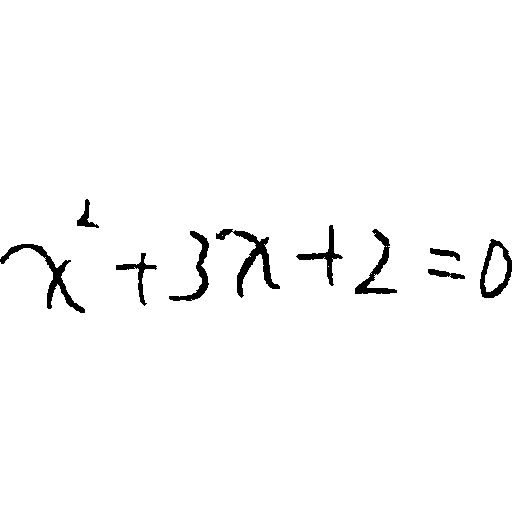 x² + 3x + 2 = 0